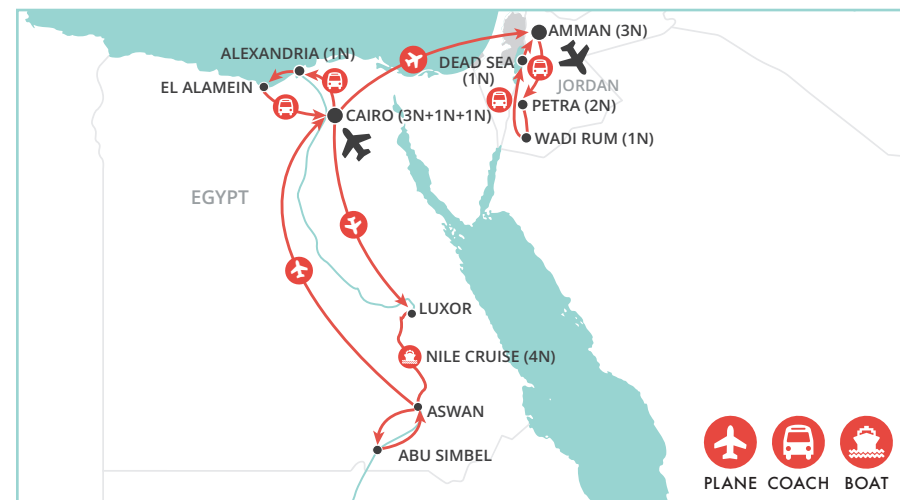 AMMAN (3N)
ALEXANDRIA (1N)
DEAD SEA
(1N)
EL ALAMEIN
JORDAN
PETRA (2N)
CAIRO (3N+1N+1N)
WADI RUM (1N)
EGYPT
LUXOR
NILE CRUISE (4N)
ASWAN
ABU SIMBEL
PLANE COACH BOAT